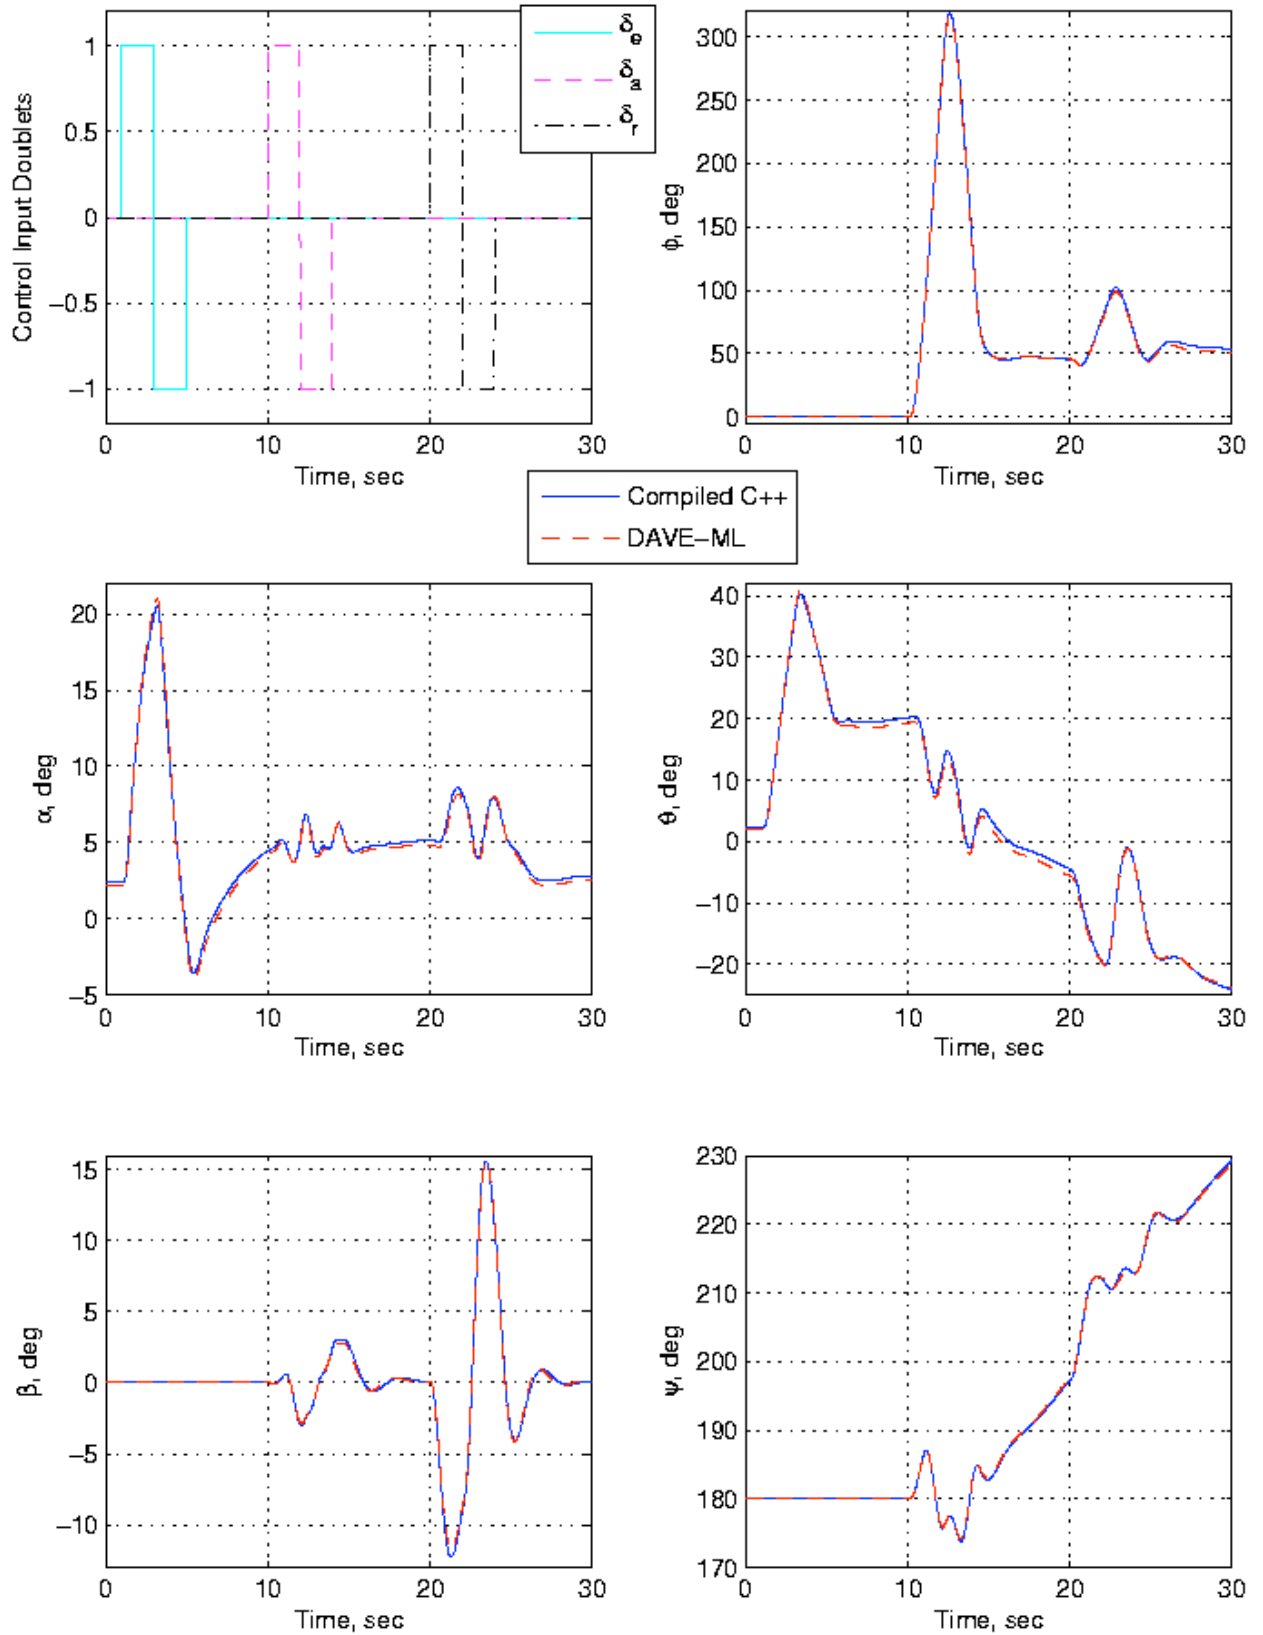 Control Input Doublets
1
0.5
0
−0.5
−1
0 10 20 30
Time, sec
δe
δa
δr
ϕ, deg
300
250
200
150
100
50
0
0 10 20 30
Time, sec
Compiled C++
DAVE−ML
α, deg
20
15
10
5
0
−5
0 10 20 30
Time, sec
θ, deg
40
30
20
10
0
−10
−20
0 10 20 30
Time, sec
β, deg
15
10
5
0
−5
−10
0 10 20 30
Time, sec
ψ, deg
230
220
210
200
190
180
170
0 10 20 30
Time, sec